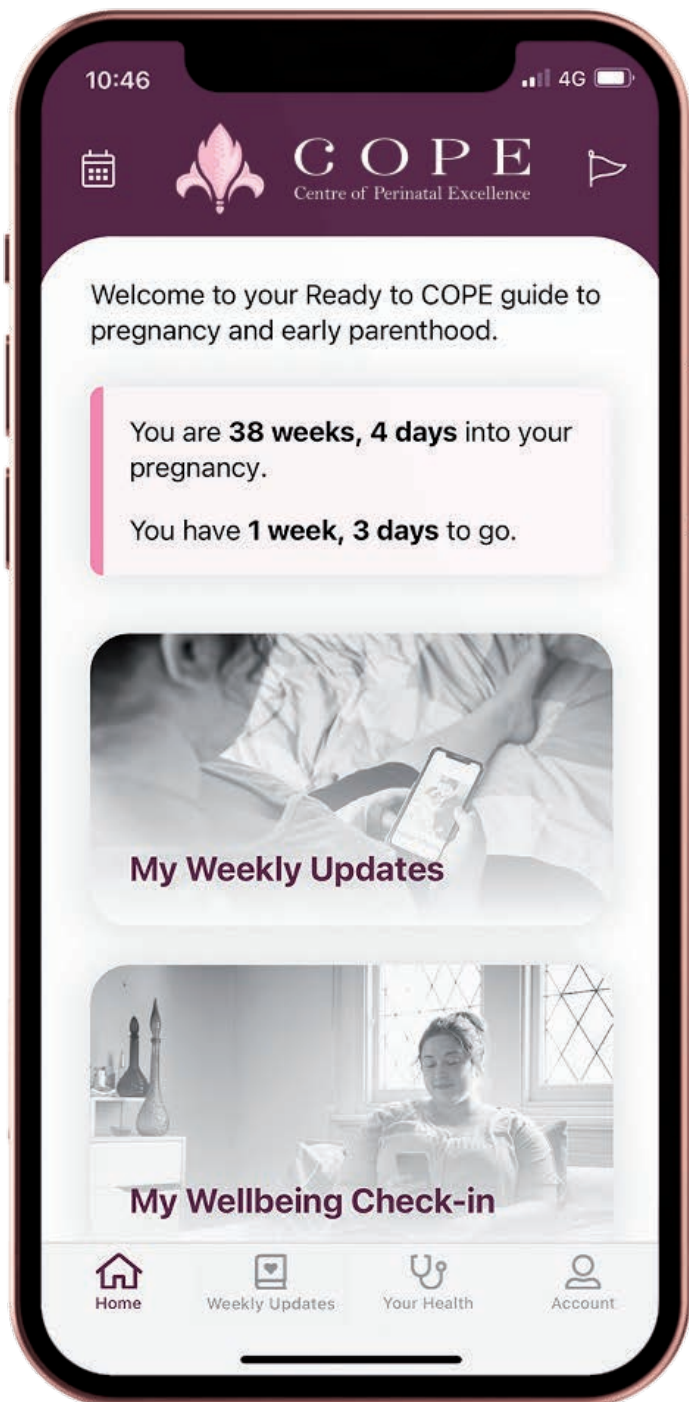 10:46
4G
COPE
Centre of Perinatal Excellence
Welcome to your Ready to COPE guide to
pregnancy and early parenthood.
You are 38 weeks, 4 days into your
pregnancy.
You have 1 week, 3 days to go.
My Weekly Updates
My Wellbeing Check-in
Home
Weekly Updates
Your Health
Account